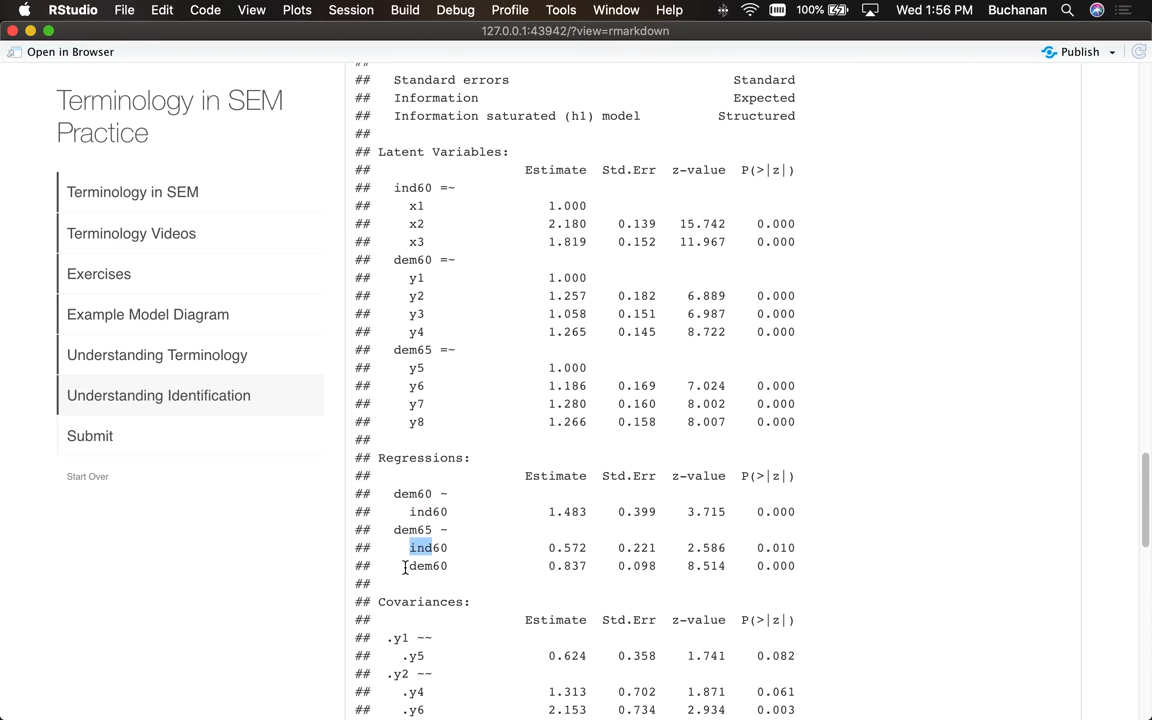 RStudio File Edit Code View Plots Session Build Debug Profile Tools Window Help 100% Wed 1:56 PM Buchanan
127.0.0.1:43942/?view=rmarkdown
Open in Browser Publish
Terminology in SEM
Practice
Terminology in SEM
Terminology Videos
Exercises
Example Model Diagram
Understanding Terminology
Understanding Identification
Submit
Start Over
##
## Standard errors Standard
## Information Expected
## Information saturated (h1) model Structured
##
## Latent Variables:
## Estimate Std.Err z-value P(>|z|)
## ind60 =~
## x1 1.000
## x2 2.180 0.139 15.742 0.000
## x3 1.819 0.152 11.967 0.000
## dem60 =~
## y1 1.000
## y2 1.257 0.182 6.889 0.000
## y3 1.058 0.151 6.987 0.000
## y4 1.265 0.145 8.722 0.000
## dem65 =~
## y5 1.000
## y6 1.186 0.169 7.024 0.000
## y7 1.280 0.160 8.002 0.000
## y8 1.266 0.158 8.007 0.000
##
## Regressions:
## Estimate Std.Err z-value P(>|z|)
## dem60 ~
## ind60 1.483 0.399 3.715 0.000
## dem65 ~
## ind60 0.572 0.221 2.586 0.010
## dem60 0.837 0.098 8.514 0.000
##
## Covariances:
## Estimate Std.Err z-value P(>|z|)
## .y1 ~~
## .y5 0.624 0.358 1.741 0.082
## .y2 ~~
## .y4 1.313 0.702 1.871 0.061
## .y6 2.153 0.734 2.934 0.003